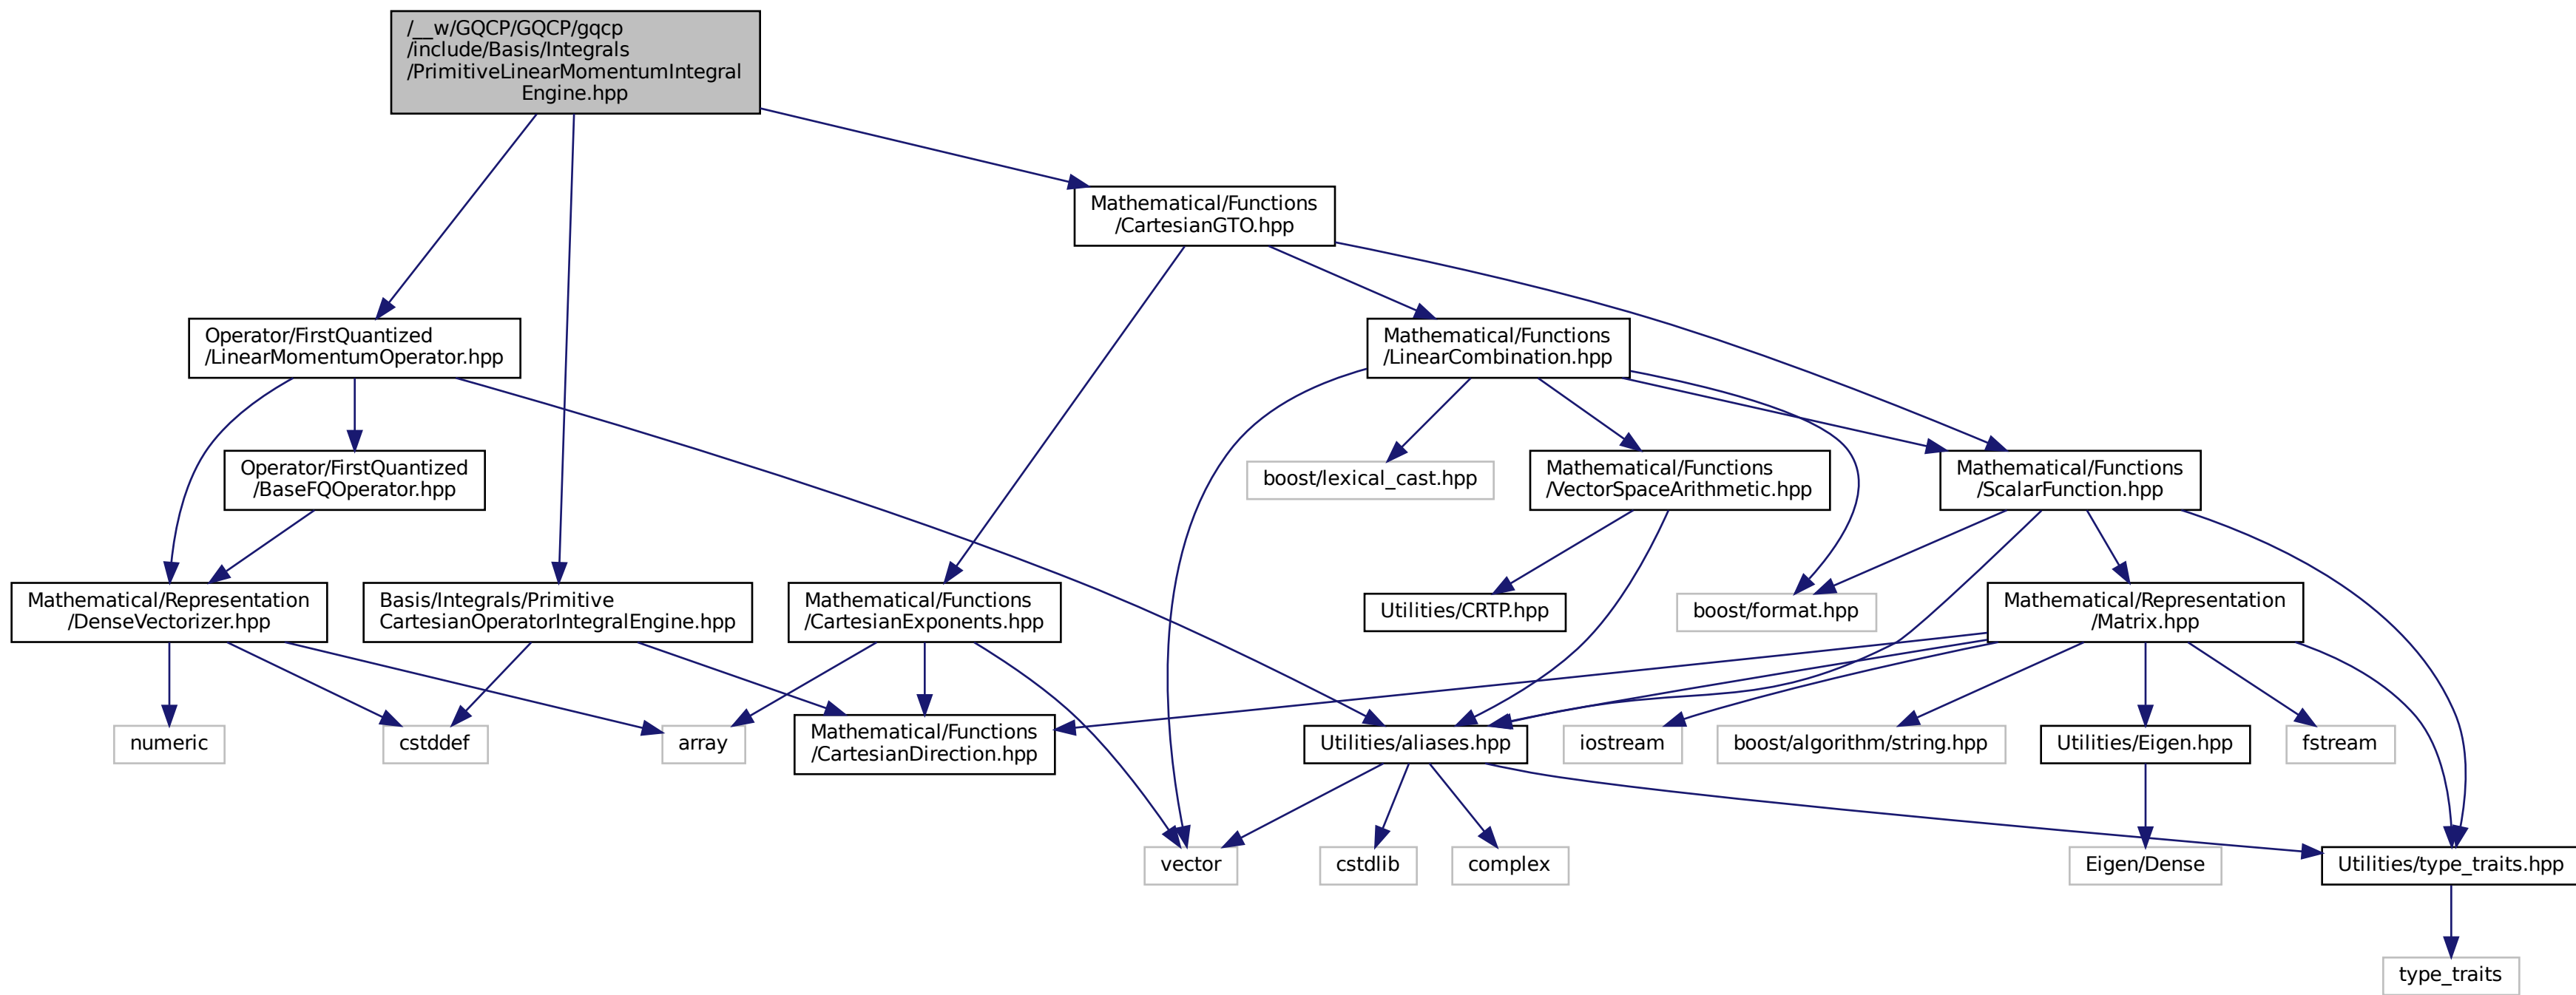 /__w/GQCP/GQCP/gqcp
/include/Basis/Integrals
/PrimitiveLinearMomentumIntegral
Engine.hpp
Mathematical/Functions
/CartesianGTO.hpp
Operator/FirstQuantized
/LinearMomentumOperator.hpp
Mathematical/Functions
/LinearCombination.hpp
Operator/FirstQuantized
/BaseFQOperator.hpp
boost/lexical_cast.hpp
Mathematical/Functions
/VectorSpaceArithmetic.hpp
Mathematical/Functions
/ScalarFunction.hpp
Mathematical/Representation
/DenseVectorizer.hpp
Basis/Integrals/Primitive
CartesianOperatorIntegralEngine.hpp
Mathematical/Functions
/CartesianExponents.hpp
Utilities/CRTP.hpp
boost/format.hpp
Mathematical/Representation
/Matrix.hpp
numeric
cstddef
array
Mathematical/Functions
/CartesianDirection.hpp
Utilities/aliases.hpp
iostream
boost/algorithm/string.hpp
Utilities/Eigen.hpp
fstream
vector
cstdlib
complex
Eigen/Dense
Utilities/type_traits.hpp
type_traits